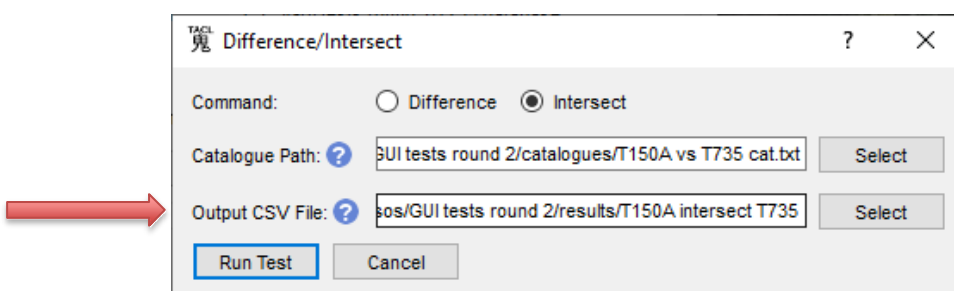 TACL
鬼 Difference/Intersect ? ×
Command: Difference Intersect
Catalogue Path: ? GUI tests round 2/catalogues/T150A vs T735 cat.txt Select
Output CSV File: ? sos/GUI tests round 2/results/T150A intersect T735 Select
Run Test Cancel